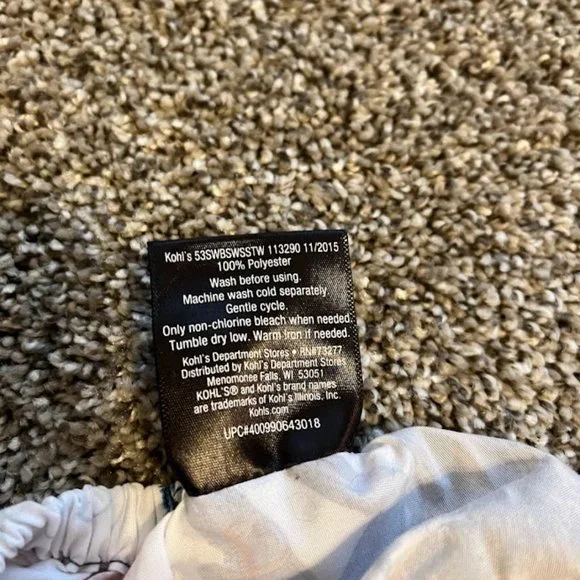 Kohl's 53SWBSWSSTW 113290 11/2015
100% Polyester
Wash before using.
Machine wash cold separately.
Gentle cycle.
Only non-chlorine bleach when needed.
Tumble dry low. Warm iron if needed.
Kohl's Department Stores • RN#73277
Distributed by Kohl's Department Stores
Menomonee Falls, WI 53051
KOHL'S® and Kohl's brand names
are trademarks of Kohl's Illinois, Inc.
Kohls.com
UPC#400990643018